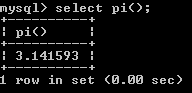 mysql> select pi();
+----------+
| pi()     |
+----------+
| 3.141593 |
+----------+
1 row in set (0.00 sec)